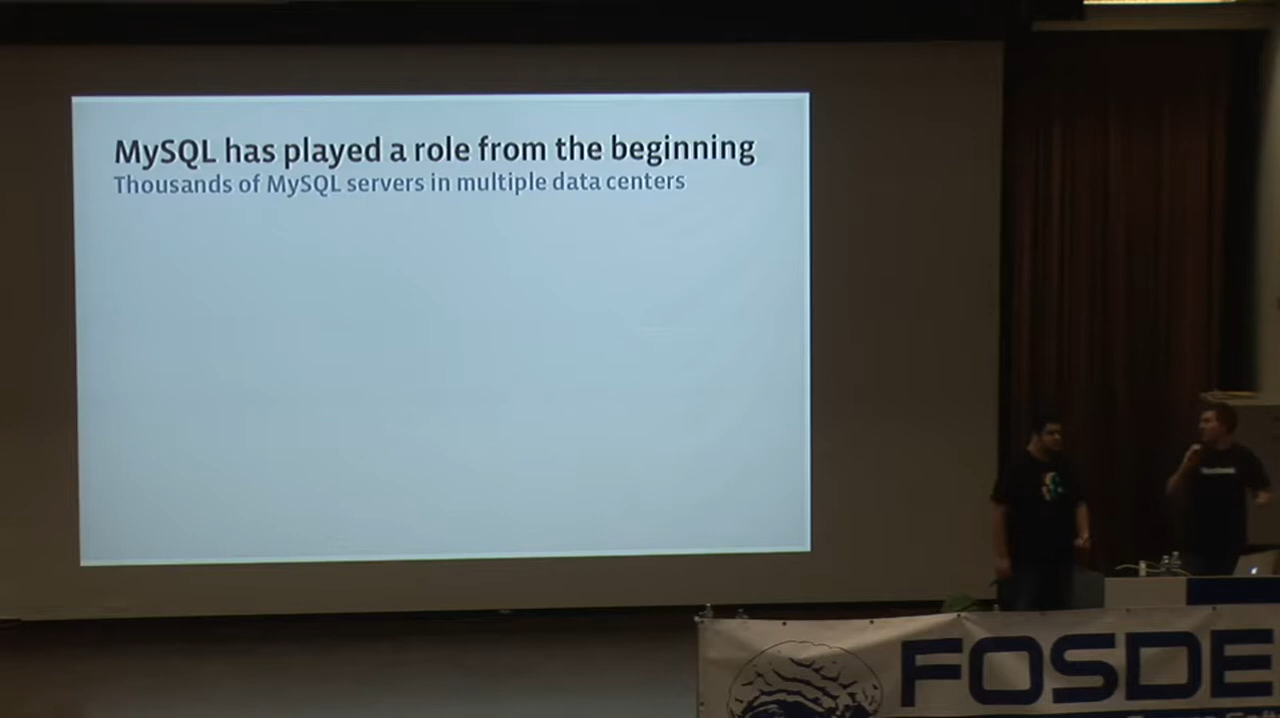 MySQL has played a role from the beginning
Thousands of MySQL servers in multiple data centers
FOSDE